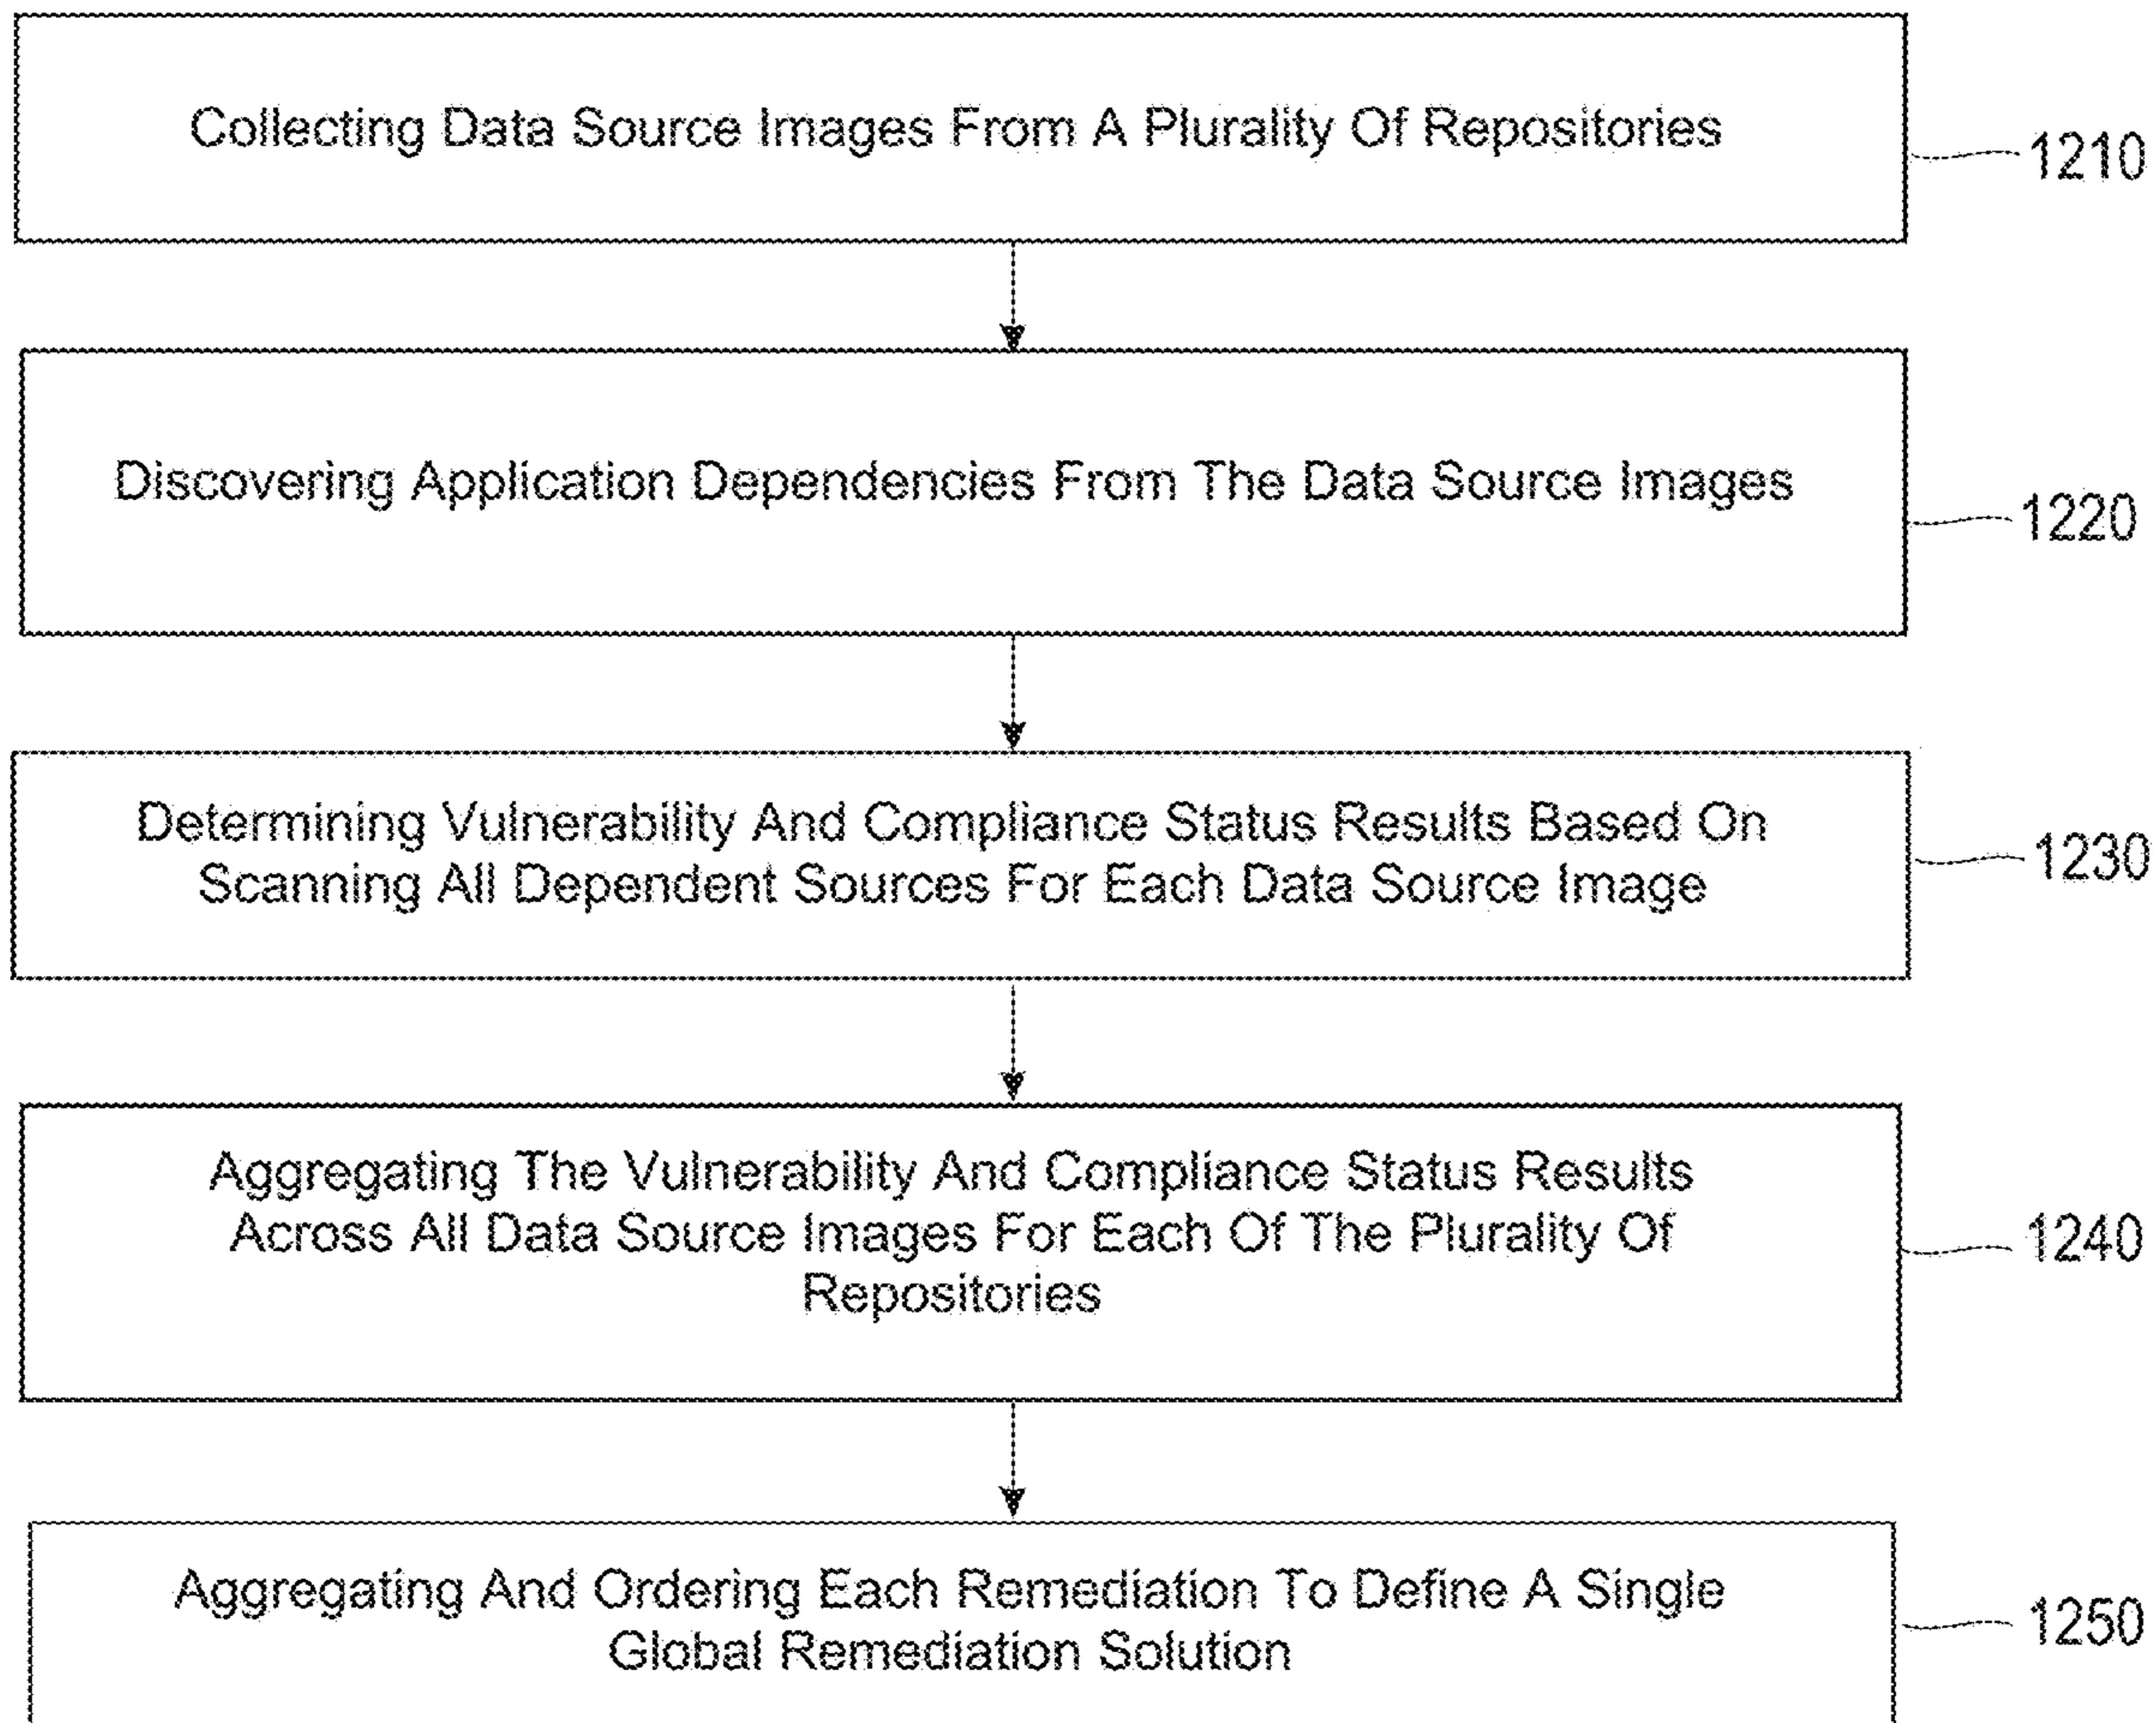 Collecting Data Source Images From A Plurality Of Repositories
1210
Discovering Application Dependencies From The Data Source Images
1220
Determining Vulnerability And Compliance Status Results Based On
Scanning All Dependent Sources For Each Data Source Image
1230
Aggregating The Vulnerability And Compliance Status Results
Across All Data Source Images For Each Of The Plurality Of
Repositories
1240
Aggregating And Ordering Each Remediation To Define A Single
Global Remediation Solution
1250